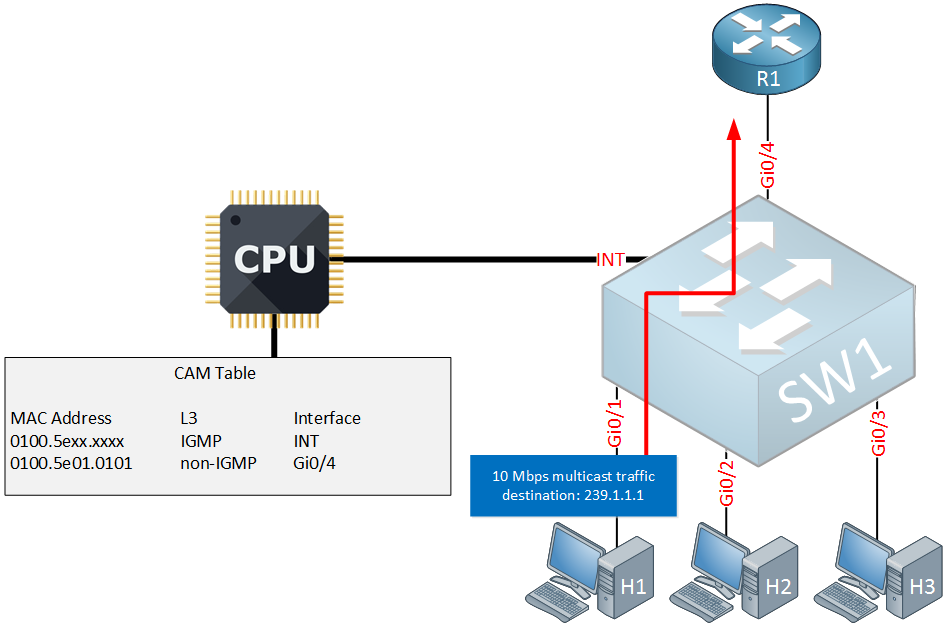 R1
Gi0/4
CPU
INT
SW1
CAM Table
MAC Address L3 Interface
0100.5exx.xxxx IGMP INT
0100.5e01.0101 non-IGMP Gi0/4
Gi0/1
Gi0/2
Gi0/3
10 Mbps multicast traffic
destination: 239.1.1.1
H1
H2
H3